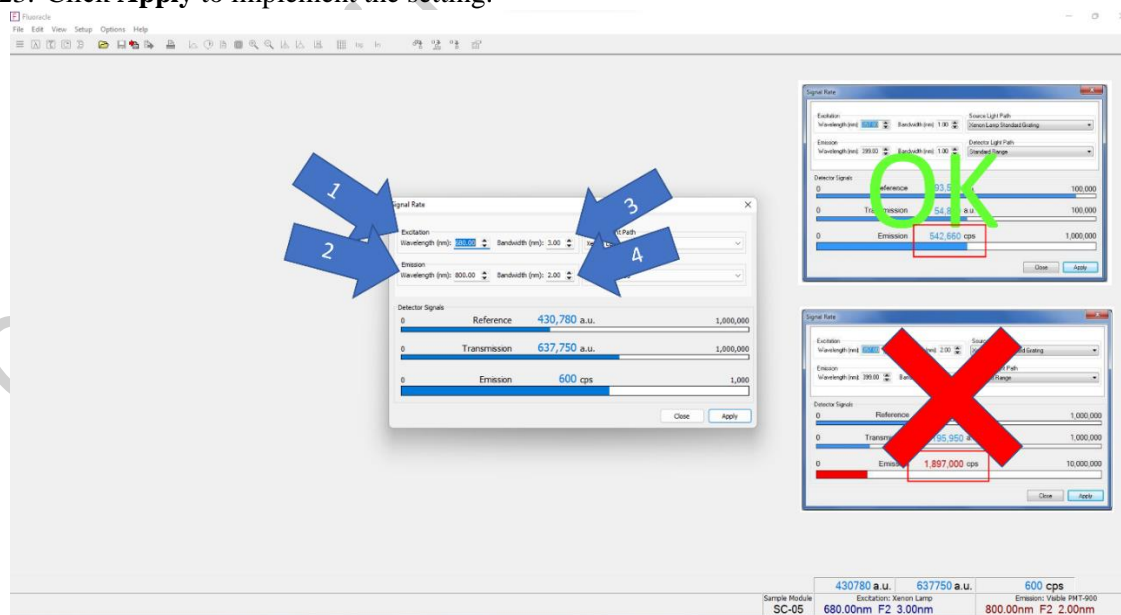 25. Click Apply to implement the setting.
Fluoracle
File Edit View Setup Options Help
1
2
3
4
Signal Rate
Excitation
Wavelength (nm): Bandwidth (nm): 3.00
Emission
Wavelength (nm): 800.00 Bandwidth (nm): 2.00
Detector Signals
0 Reference 430,780 a.u. 1,000,000
0 Transmission 637,750 a.u. 1,000,000
0 Emission 600 cps 1,000
Close Apply
Signal Rate
Excitation
Wavelength (nm) Bandwidth (nm) 1.00
Source Light Path
Xenon Lamp Standard Grating
Emission
Wavelength (nm) 399.00 Bandwidth (nm) 1.00
Detector Light Path
Standard Range
Detector Signals
0 Reference 100,000
0 Transmission a.u. 100,000
0 Emission 542,660 cps 1,000,000
Close Apply
OK
Signal Rate
Excitation
Wavelength (nm) 2.00
Emission
Wavelength (nm) 399.00
Detector Signals
0 Reference 1,000,000
0 195,950 1,000,000
0 1,897,000 cps 10,000,000
Close Apply
430780 a.u. 637750 a.u. 600 cps
Sample Module Excitation: Xenon Lamp Emission: Visible PMT-900
SC-05 680.00nm F2 3.00nm 800.00nm F2 2.00nm